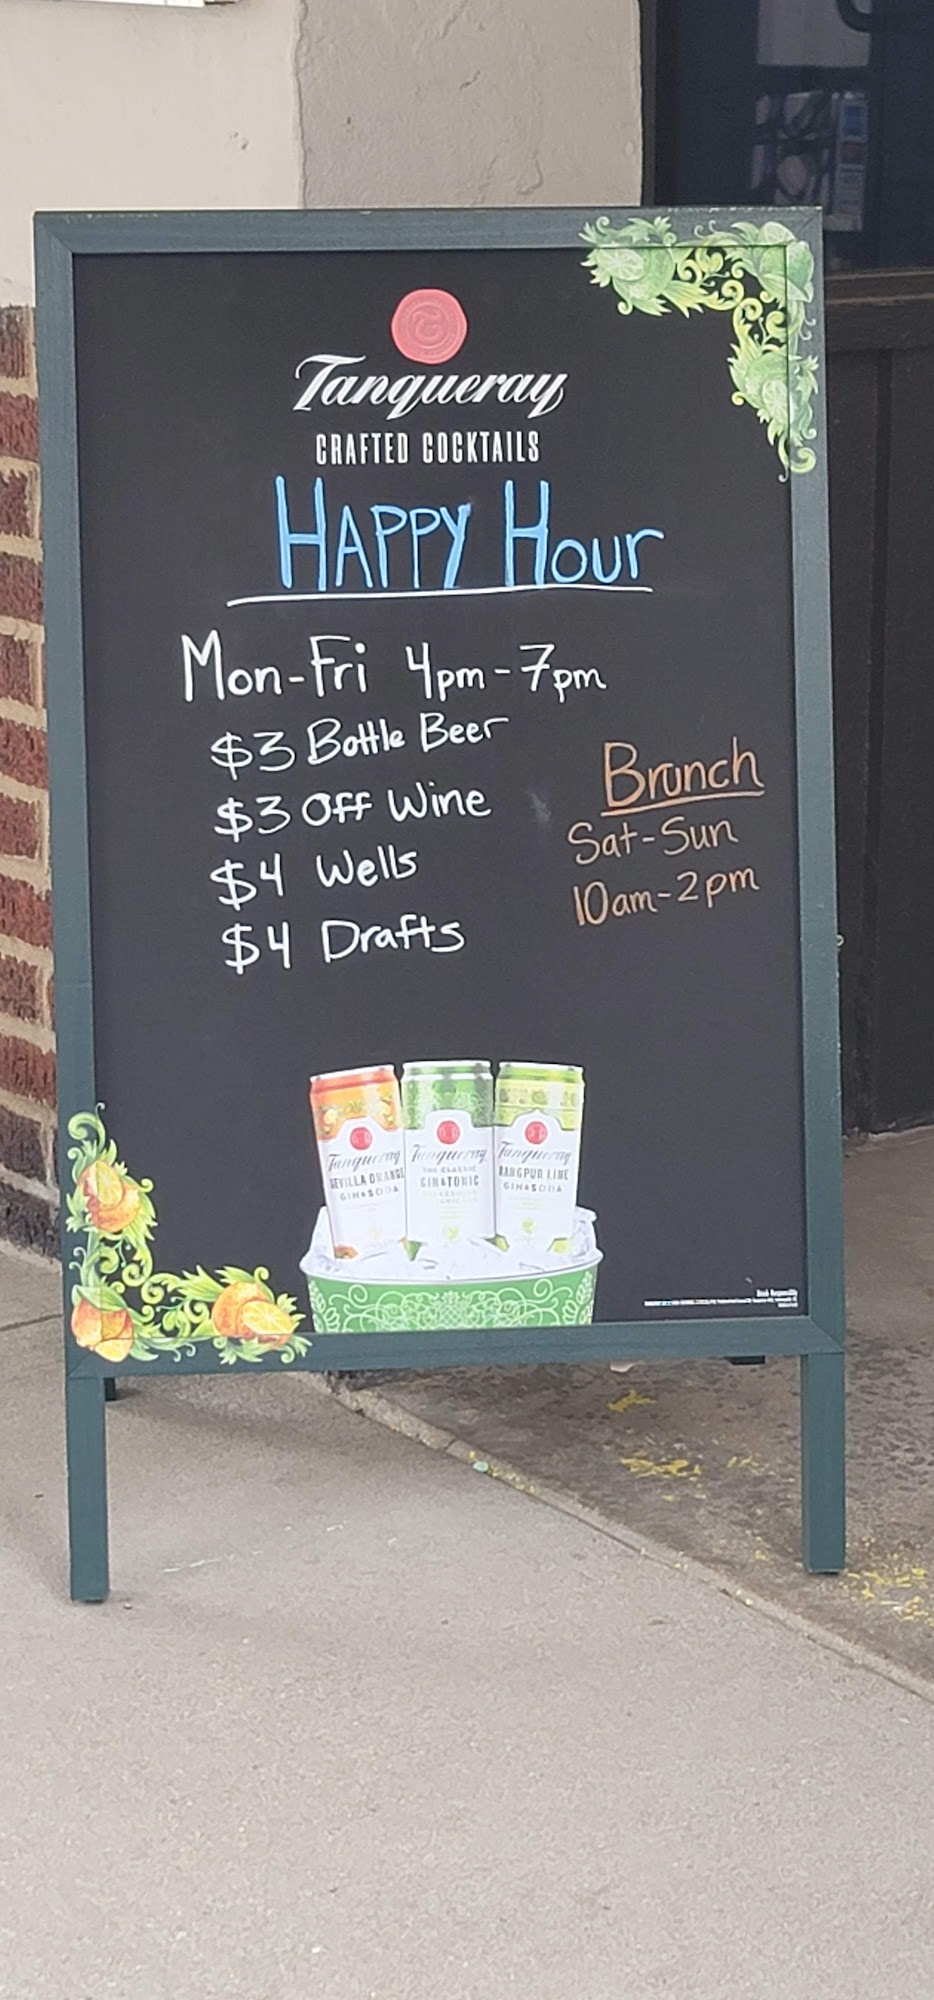 Tanqueray
CRAFTED COCKTAILS
HAPPY Hour
Mon-Fri 4pm-7pm
$3 Bottle Beer
$3 Off Wine
$4 Wells
$4 Drafts
Brunch
Sat-Sun
10am-2pm
Tanqueray
SEVILLA ORANGE
GIN & SODA
Tanqueray
THE CLASSIC
GIN & TONIC
Tanqueray
RANGPUR LIME
GIN & SODA
Drink Responsibly